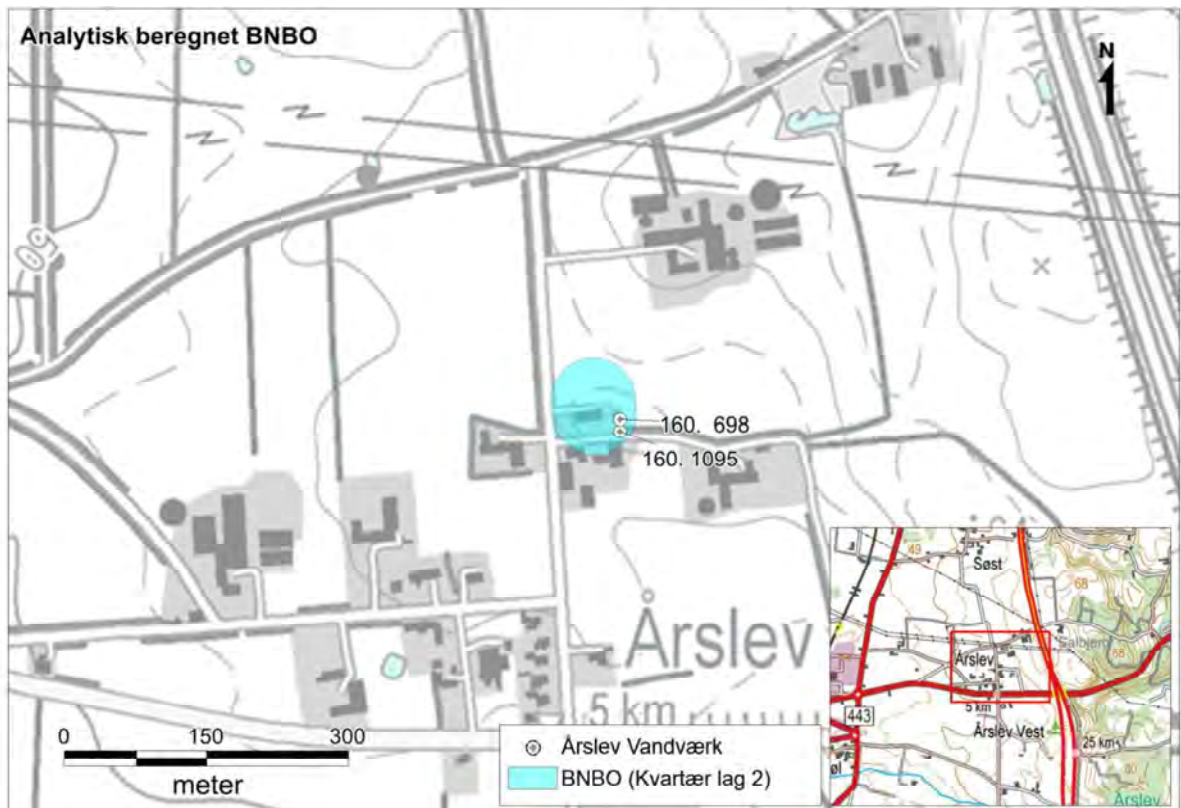 Analytisk beregnet BNBO
N
60
160. 698
160. 1095
Årslev
5 km
0 150 300
meter
Årslev Vandværk
BNBO (Kvartær lag 2)
49
Søst
68
Årslev
5 km
443
Årslev Vest
25 km
Årslev